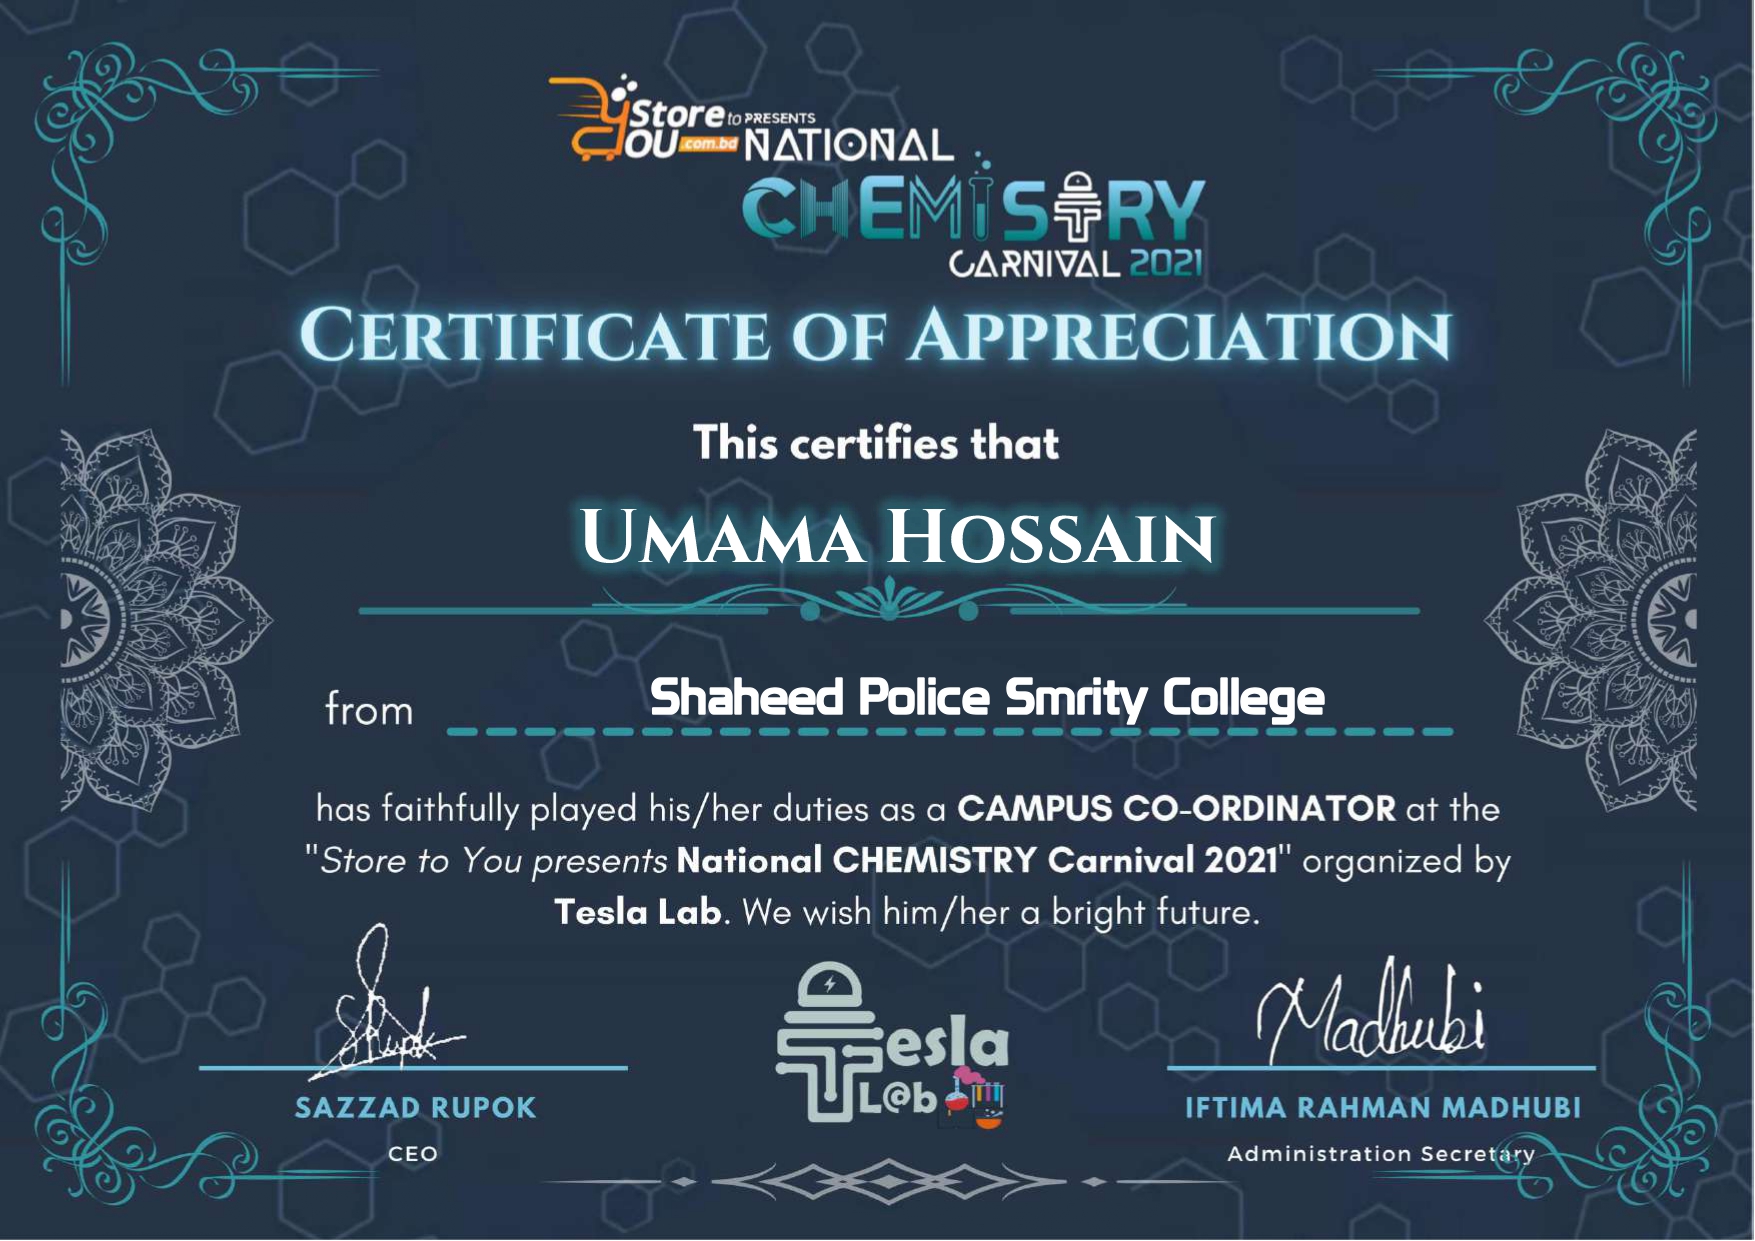 Store to
YOU .com.bd
PRESENTS
NATIONAL
CHEMISTRY
CARNIVAL 2021
CERTIFICATE OF APPRECIATION
This certifies that
UMAMA HOSSAIN
from Shaheed Police Smrity College
has faithfully played his/her duties as a CAMPUS CO-ORDINATOR at the
"Store to You presents National CHEMISTRY Carnival 2021" organized by
Tesla Lab. We wish him/her a bright future.
SRupok
Madhubi
Tesla
L@b
SAZZAD RUPOK
IFTIMA RAHMAN MADHUBI
CEO
Administration Secretary